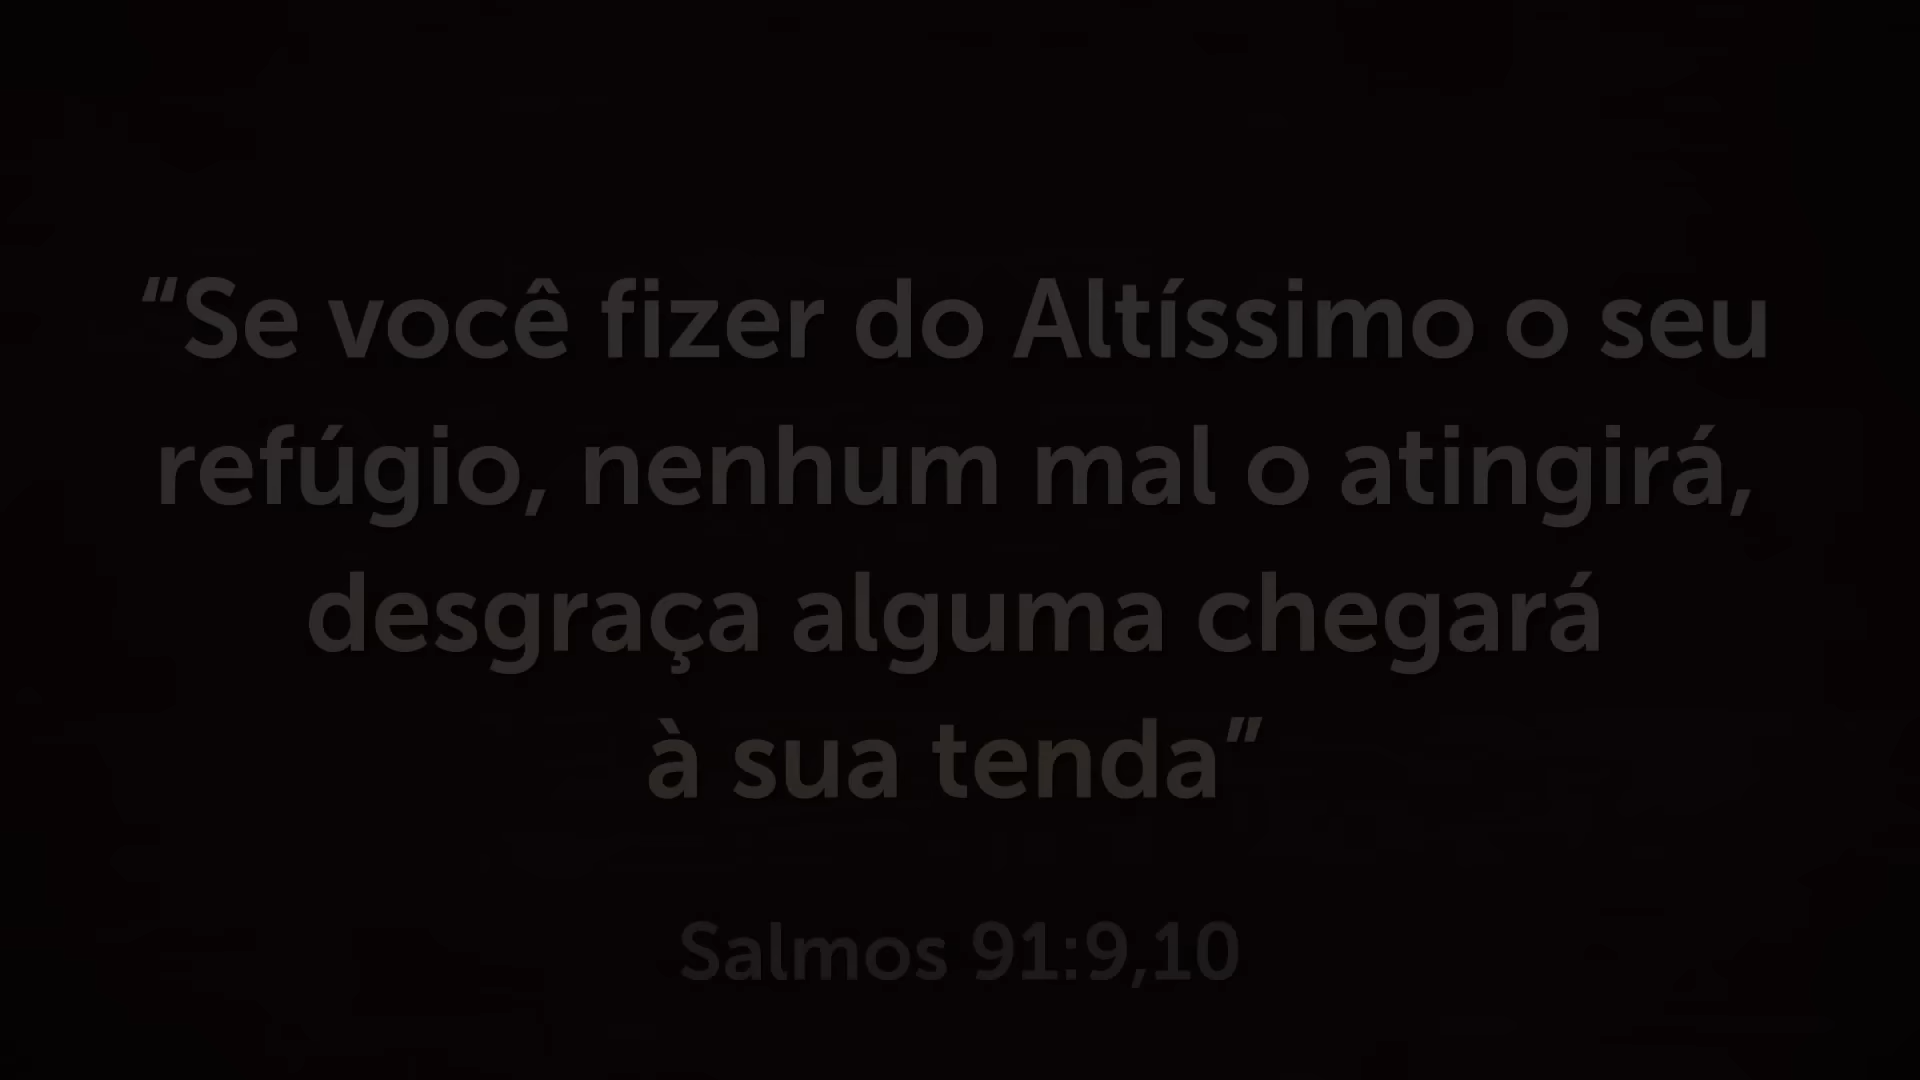 “Se você fizer do Altíssimo o seu
refúgio, nenhum mal o atingirá,
desgraça alguma chegará
à sua tenda”
Salmos 91:9,10